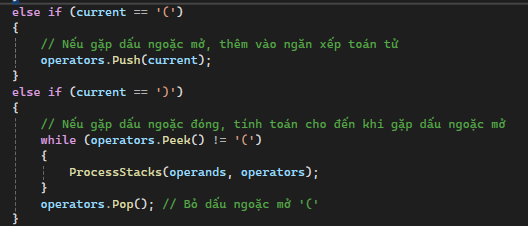 else if (current == '(')
{
// Nếu gặp dấu ngoặc mở, thêm vào ngăn xếp toán tử
operators.Push(current);
}
else if (current == ')')
{
// Nếu gặp dấu ngoặc đóng, tính toán cho đến khi gặp dấu ngoặc mở
while (operators.Peek() != '(')
{
ProcessStacks(operands, operators);
}
operators.Pop(); // Bỏ dấu ngoặc mở '('
}